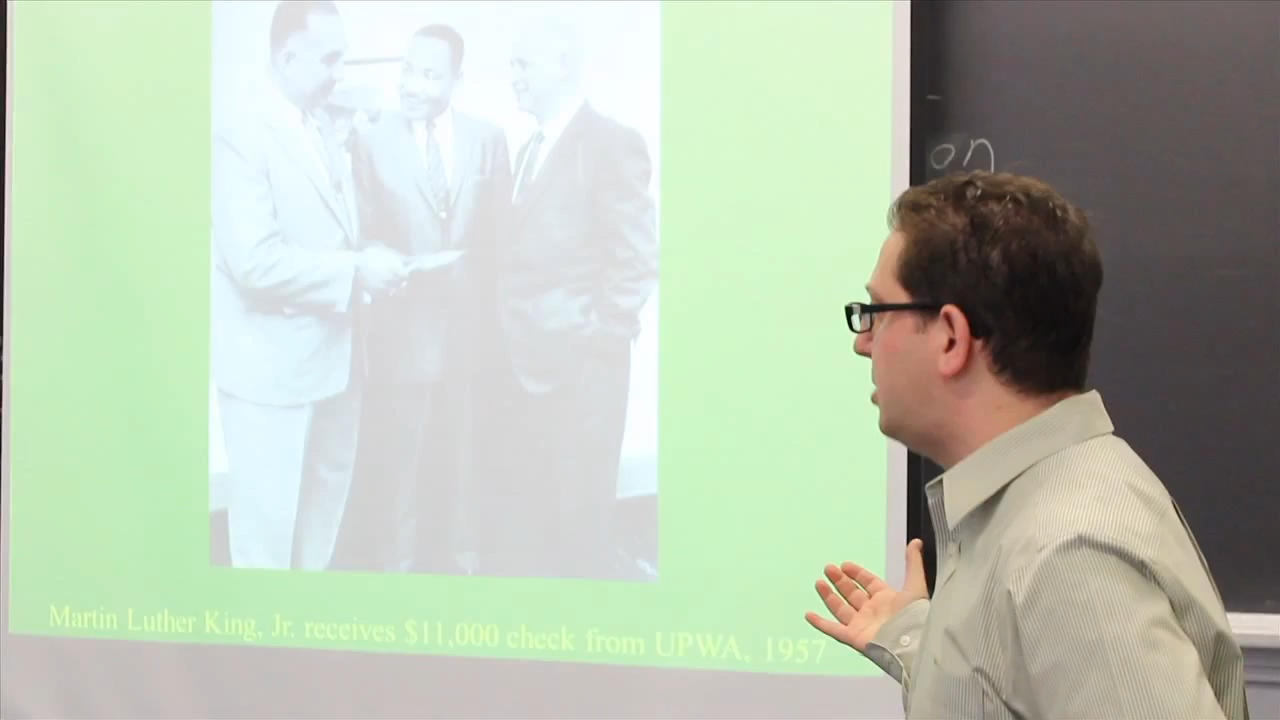 on
Martin Luther King, Jr. receives $11,000 check from UPWA, 1957